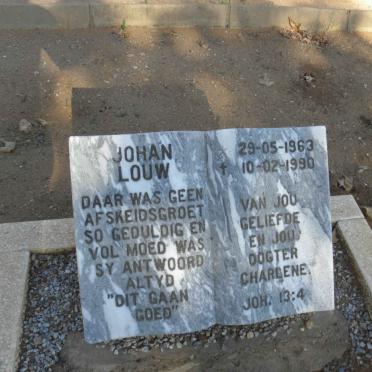 JOHAN
LOUW
DAAR WAS GEEN
AFSKEIDSGROET
SO GEDULDIG EN
VOL MOED WAS
SY ANTWOORD
ALTYD
"DIT GAAN
GOED"
29-05-1963
† 10-02-1990
VAN JOU
GELIEFDE
EN JOU
DOGTER
CHARLENE.
JOH. 13:4